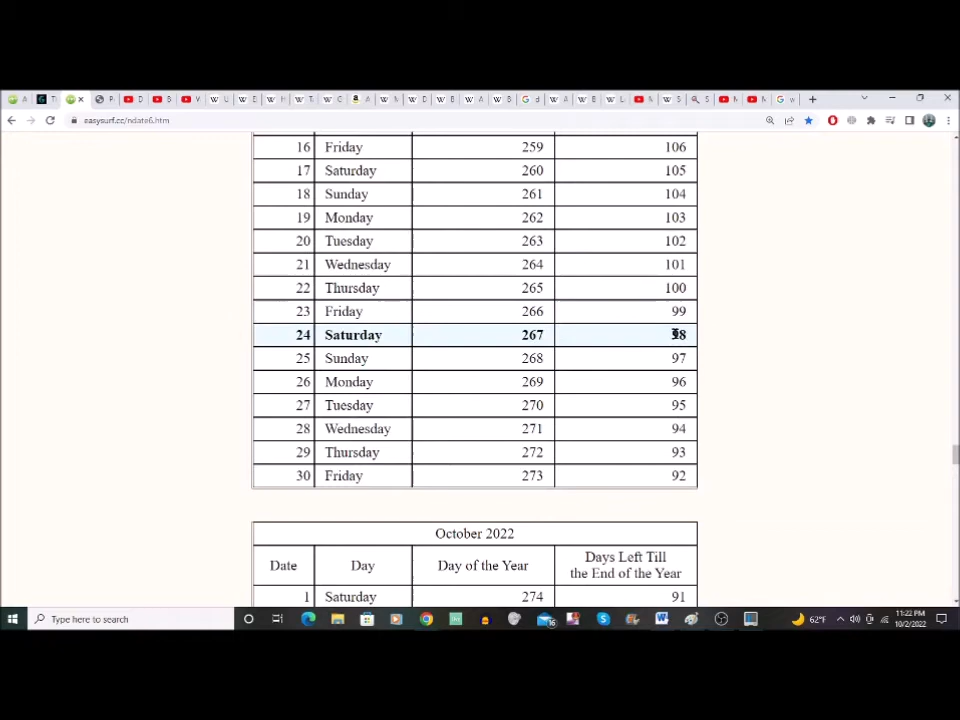 easysurf.cc/ndate6.htm
16 Friday 259 106
17 Saturday 260 105
18 Sunday 261 104
19 Monday 262 103
20 Tuesday 263 102
21 Wednesday 264 101
22 Thursday 265 100
23 Friday 266 99
24 Saturday 267 98
25 Sunday 268 97
26 Monday 269 96
27 Tuesday 270 95
28 Wednesday 271 94
29 Thursday 272 93
30 Friday 273 92
October 2022
Date Day Day of the Year Days Left Till
the End of the Year
1 Saturday 274 91
Type here to search
62°F
11:22 PM
10/2/2022